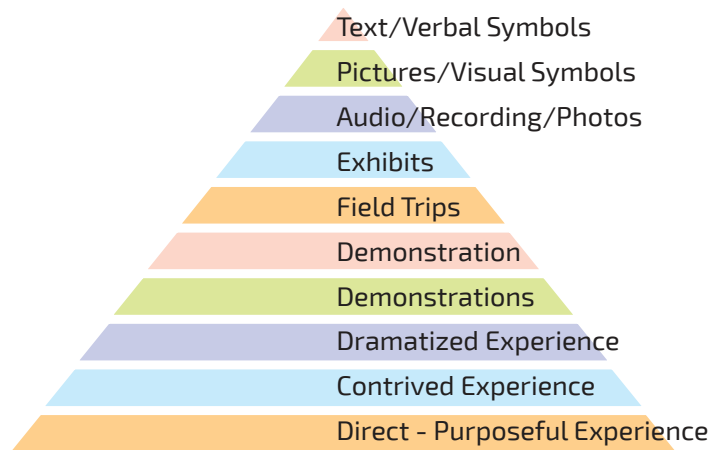 Text/Verbal Symbols
Pictures/Visual Symbols
Audio/Recording/Photos
Exhibits
Field Trips
Demonstration
Demonstrations
Dramatized Experience
Contrived Experience
Direct - Purposeful Experience